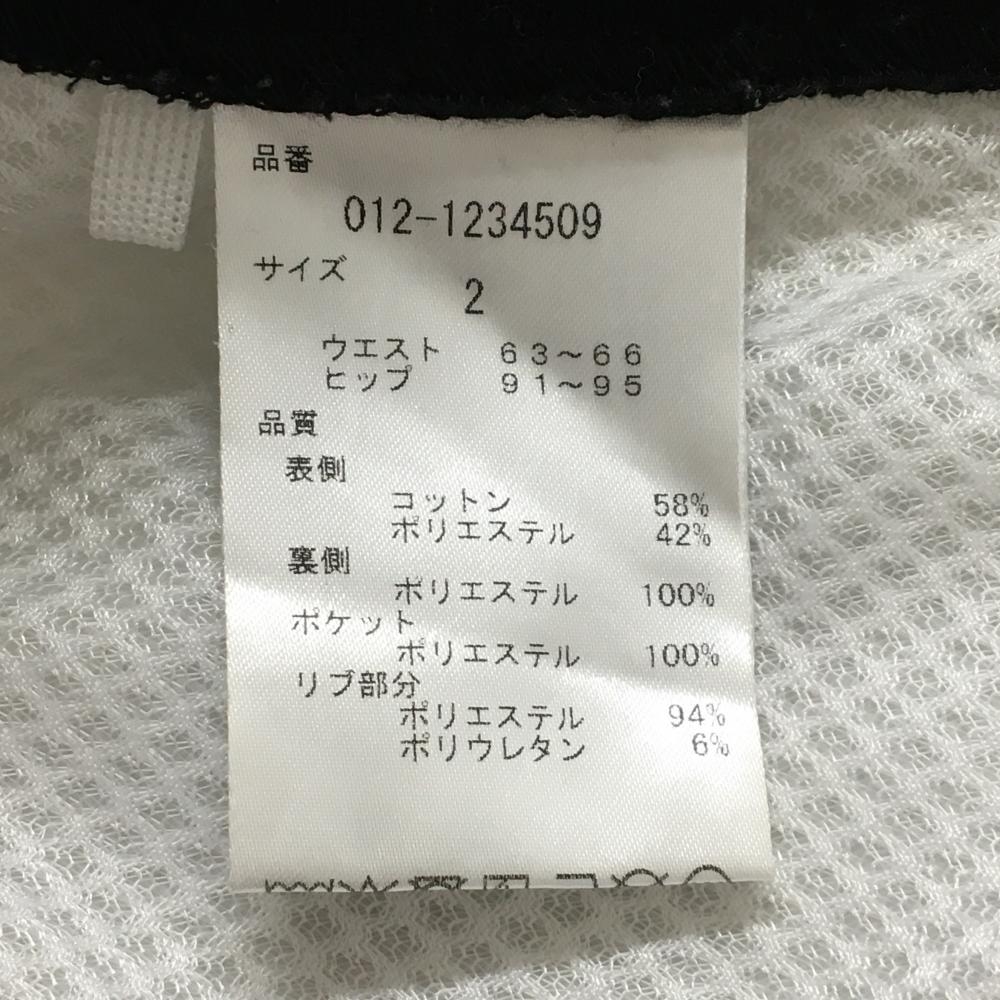 品番
012-1234509
サイズ
2
ウエスト 63～66
ヒップ 91～95
品質
表側
コットン 58%
ポリエステル 42%
裏側
ポリエステル 100%
ポケット
ポリエステル 100%
リブ部分
ポリエステル 94%
ポリウレタン 6%